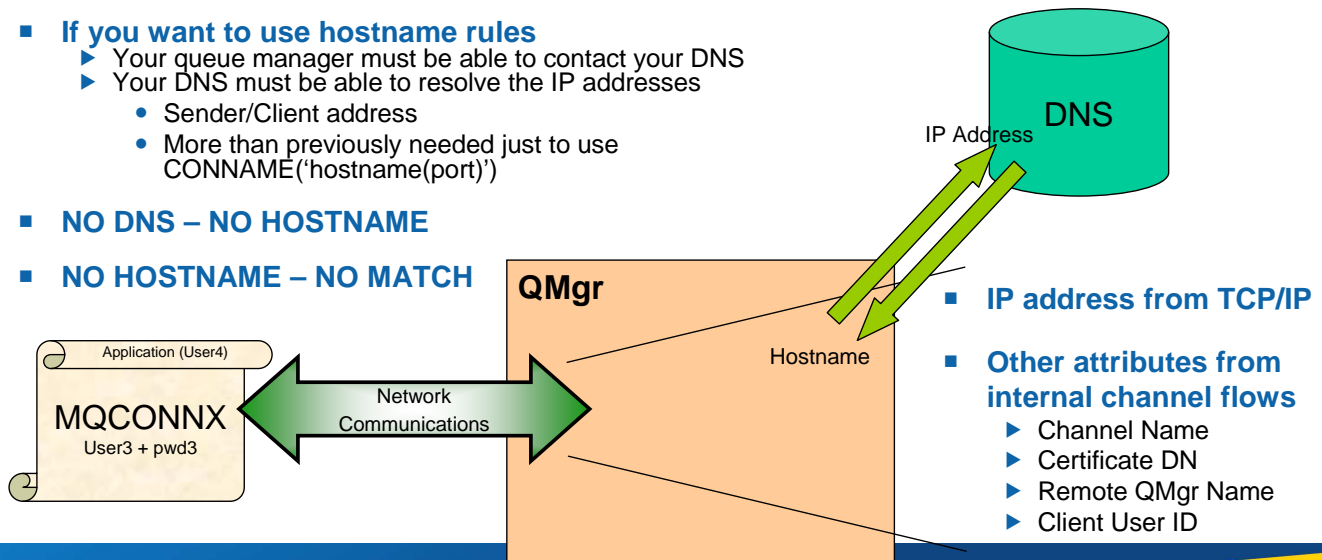 If you want to use hostname rules
Your queue manager must be able to contact your DNS
Your DNS must be able to resolve the IP addresses
Sender/Client address
More than previously needed just to use
CONNAME(‘hostname(port)’)
NO DNS – NO HOSTNAME
NO HOSTNAME – NO MATCH
DNS
IP Address
QMgr
Hostname
Application (User4)
MQCONNX
User3 + pwd3
Network
Communications
IP address from TCP/IP
Other attributes from
internal channel flows
Channel Name
Certificate DN
Remote QMgr Name
Client User ID